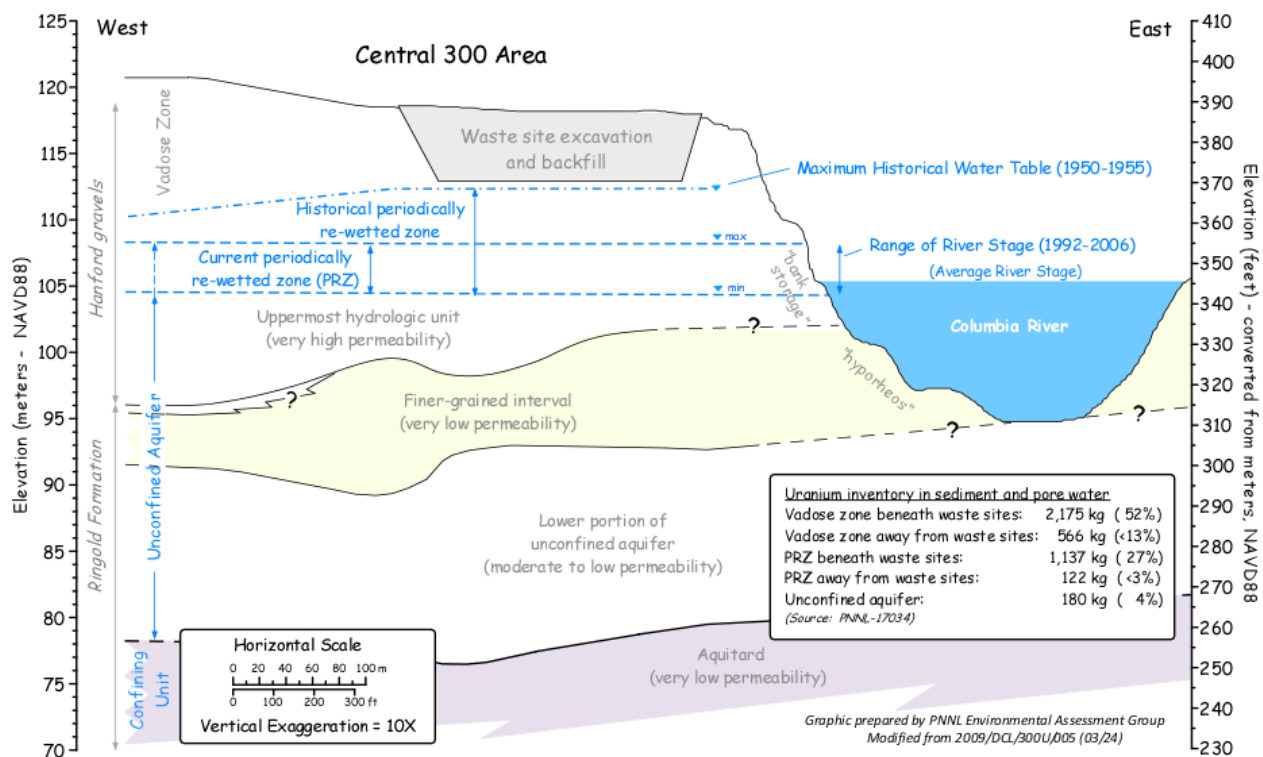 West
East
Central 300 Area
Elevation (meters - NAVD88)
125
120
115
110
105
100
95
90
85
80
75
70
Elevation (feet) - converted from meters, NAVD88
410
400
390
380
370
360
350
340
330
320
310
300
290
280
270
260
250
240
230
Hanford gravels
Ringold Formation
Vadose Zone
Unconfined Aquifer
Confining
Unit
Waste site excavation
and backfill
Maximum Historical Water Table (1950-1955)
Historical periodically
re-wetted zone
max
Current periodically
re-wetted zone (PRZ)
min
Range of River Stage (1992-2006)
(Average River Stage)
"bank
storage"
Uppermost hydrologic unit
(very high permeability)
Columbia River
?
"hyporheos"
?
Finer-grained interval
(very low permeability)
?
?
Lower portion of
unconfined aquifer
(moderate to low permeability)
Uranium inventory in sediment and pore water
Vadose zone beneath waste sites: 2,175 kg ( 52%)
Vadose zone away from waste sites: 566 kg (<13%)
PRZ beneath waste sites: 1,137 kg ( 27%)
PRZ away from waste sites: 122 kg (<3%)
Unconfined aquifer: 180 kg ( 4%)
(Source: PNNL-17034)
Aquitard
(very low permeability)
Horizontal Scale
0 20 40 60 80 100 m
0 100 200 300 ft
Vertical Exaggeration = 10X
Graphic prepared by PNNL Environmental Assessment Group
Modified from 2009/DCL/300U/005 (03/24)